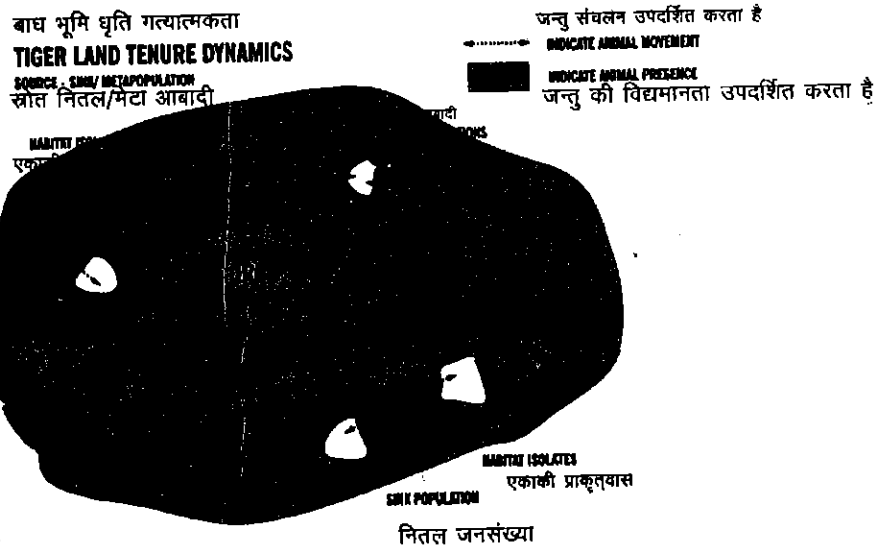 बाघ भूमि धृति गत्यात्मकता
TIGER LAND TENURE DYNAMICS
SOURCE - SINK/ METAPOPULATION
स्रोत नितल/मेटा आबादी
जन्तु संचलन उपदर्शित करता है
INDICATE ANIMAL MOVEMENT
INDICATE ANIMAL PRESENCE
जन्तु की विद्यमानता उपदर्शित करता है
HABITAT
HABITAT ISOLATES
एकाकी प्राकृतवास
SINK POPULATION
नितल जनसंख्या